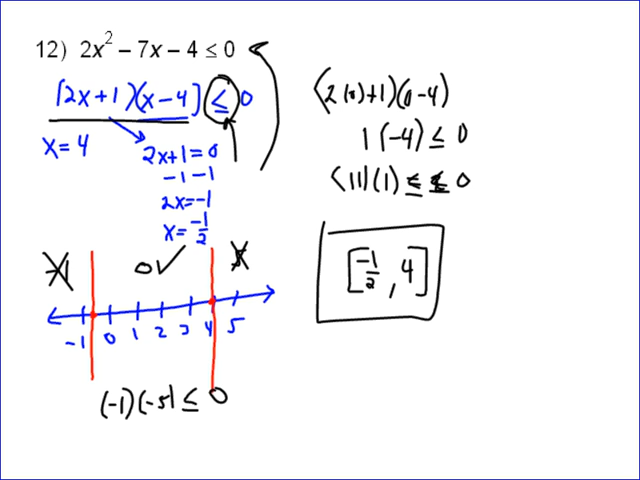 12) 2x² − 7x − 4 ≤ 0
(2x+1)(x−4) ≤ 0
x=4
2x+1=0
−1 −1
2x=−1
x=−1/2
0✓
-1 0 1 2 3 4 5
(−1)(−5) ≤ 0
(2(0)+1)(0−4)
1(−4) ≤ 0
(11)(1) ≤ 0
[−1/2, 4]